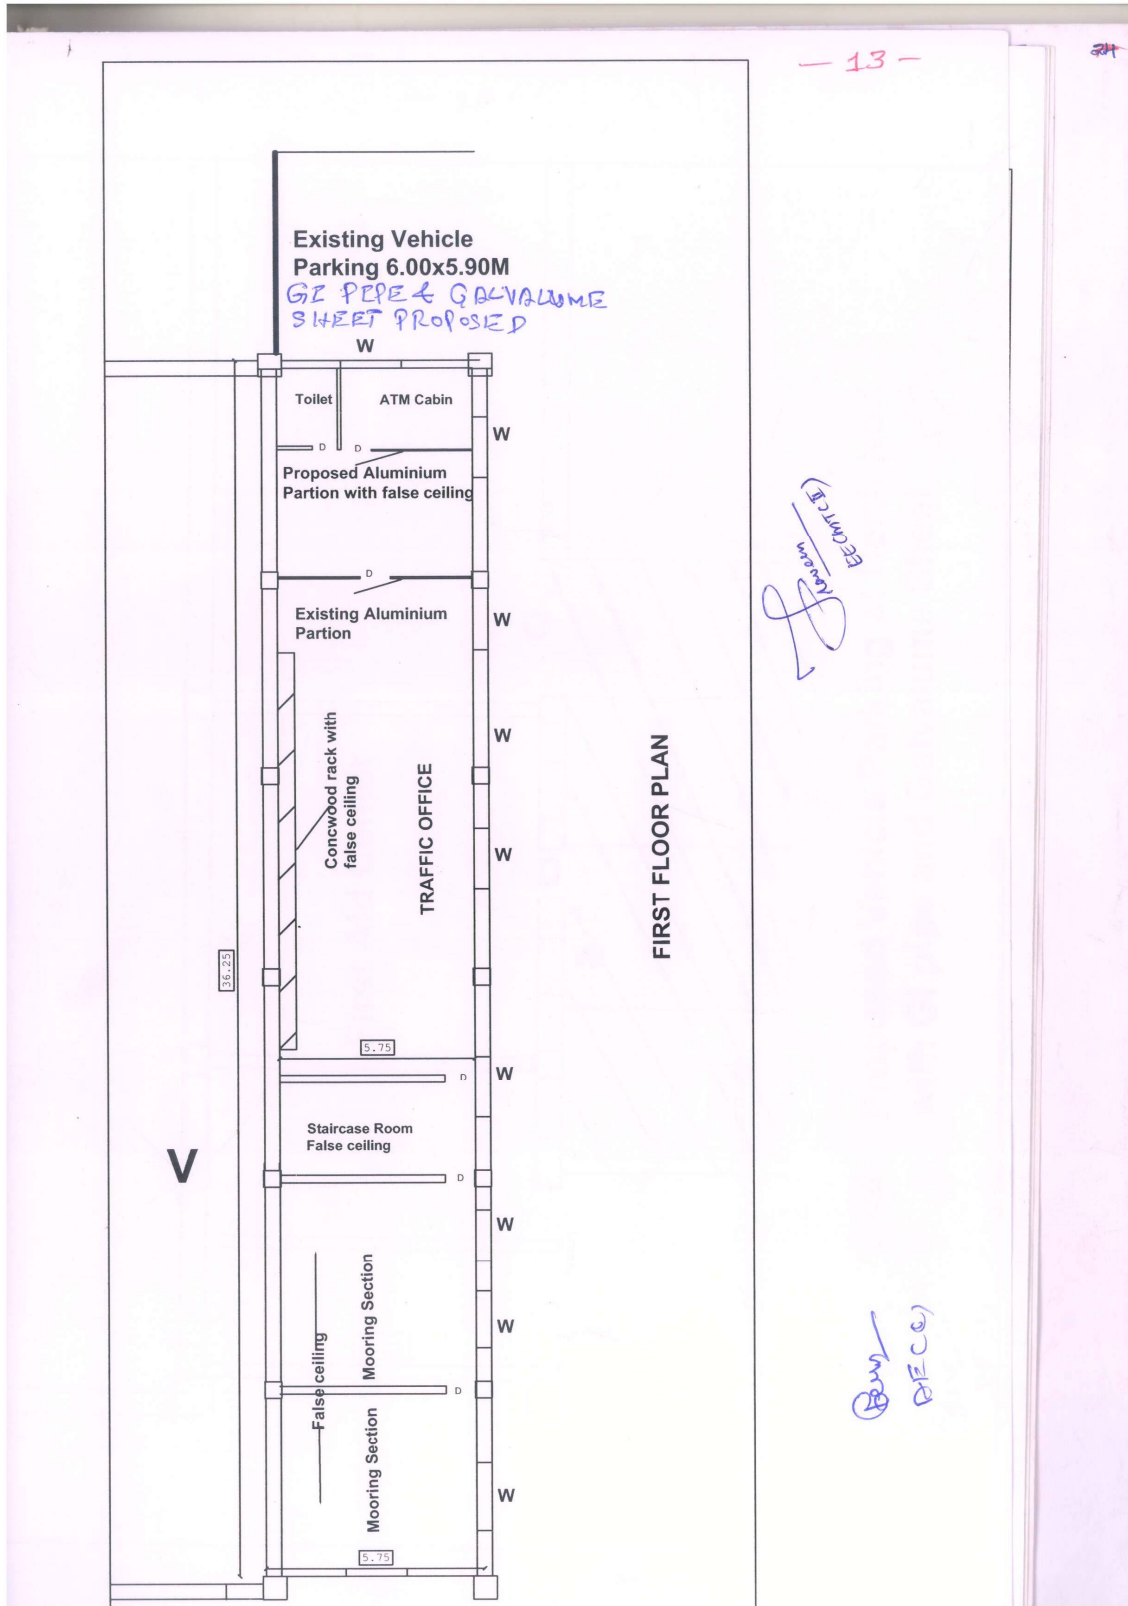 — 13 —
Existing Vehicle
Parking 6.00x5.90M
GI PIPE & GALVALUME
SHEET PROPOSED
W
Toilet
ATM Cabin
W
D
D
Proposed Aluminium
Partion with false ceiling
D
Existing Aluminium
Partion
W
W
Concwood rack with
false ceiling
TRAFFIC OFFICE
W
FIRST FLOOR PLAN
36.25
5.75
D
W
Staircase Room
False ceiling
V
D
W
Mooring Section
False ceiling
W
D
Mooring Section
W
5.75